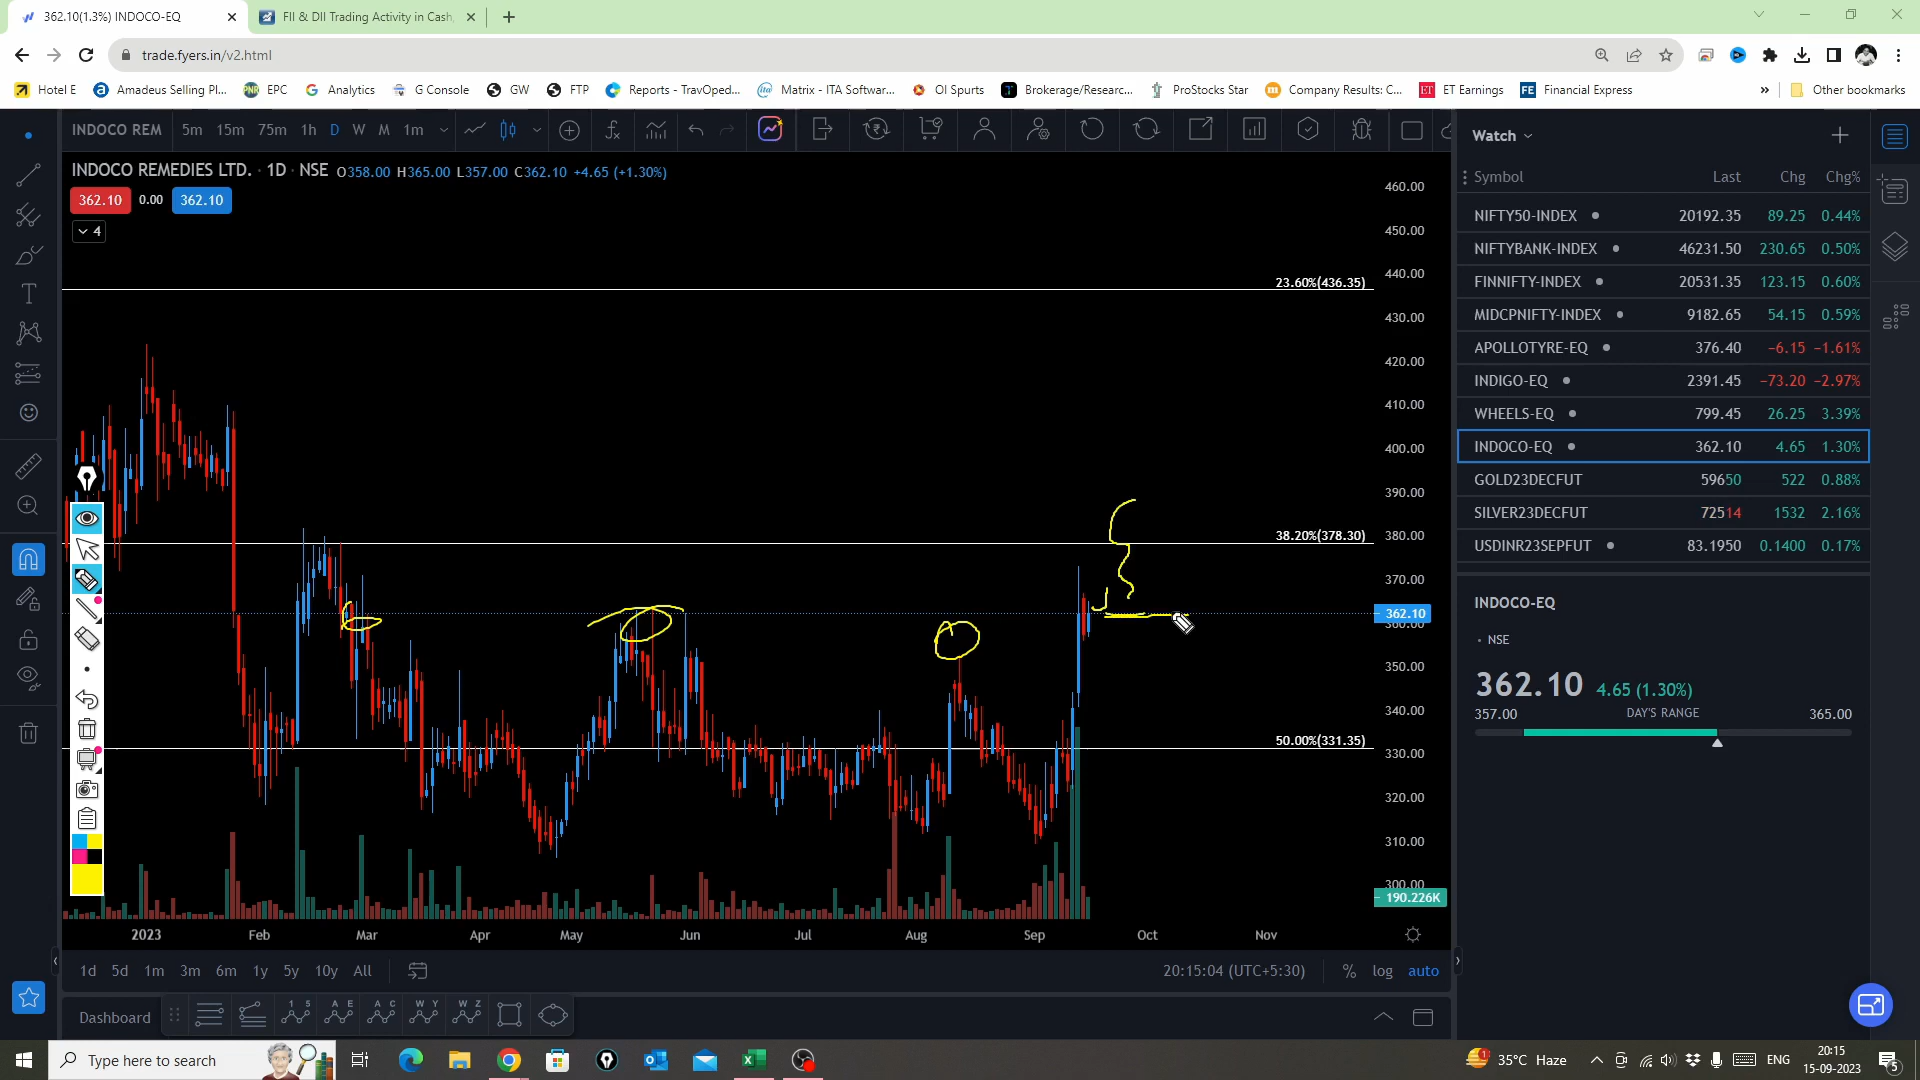 362.10(1.3%) INDOCO-EQ
FII & DII Trading Activity in Cash,
trade.fyers.in/v2.html
Hotel E
Amadeus Selling Pl...
EPC
Analytics
G Console
GW
FTP
Reports - TravOped...
Matrix - ITA Softwar...
OI Spurts
Brokerage/Researc...
ProStocks Star
Company Results: C...
ET Earnings
Financial Express
»
Other bookmarks
INDOCO REM 5m 15m 75m 1h D W M 1m
INDOCO REMEDIES LTD. · 1D · NSE O358.00 H365.00 L357.00 C362.10 +4.65 (+1.30%)
362.10 0.00 362.10
4
460.00
450.00
440.00
23.60%(436.35)
430.00
420.00
410.00
400.00
390.00
38.20%(378.30)
380.00
370.00
362.10
360.00
350.00
340.00
50.00%(331.35)
330.00
320.00
310.00
300.00
190.226K
2023 Feb Mar Apr May Jun Jul Aug Sep Oct Nov
1d 5d 1m 3m 6m 1y 5y 10y All
20:15:04 (UTC+5:30) % log auto
Dashboard
1 5
A E
A C
W Y
W Z
Watch
Symbol Last Chg Chg%
NIFTY50-INDEX 20192.35 89.25 0.44%
NIFTYBANK-INDEX 46231.50 230.65 0.50%
FINNIFTY-INDEX 20531.35 123.15 0.60%
MIDCPNIFTY-INDEX 9182.65 54.15 0.59%
APOLLOTYRE-EQ 376.40 −6.15 −1.61%
INDIGO-EQ 2391.45 −73.20 −2.97%
WHEELS-EQ 799.45 26.25 3.39%
INDOCO-EQ 362.10 4.65 1.30%
GOLD23DECFUT 59650 522 0.88%
SILVER23DECFUT 72514 1532 2.16%
USDINR23SEPFUT 83.1950 0.1400 0.17%
INDOCO-EQ
· NSE
362.10 4.65 (1.30%)
357.00 DAY'S RANGE 365.00
Type here to search
35°C Haze
ENG
20:15
15-09-2023
5